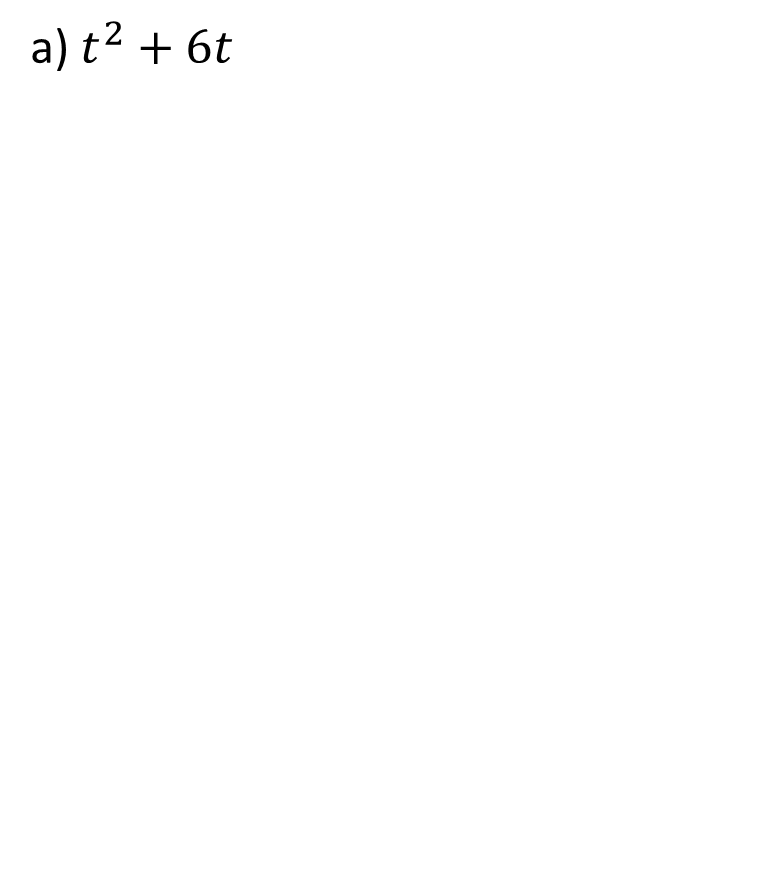 a) t² + 6t